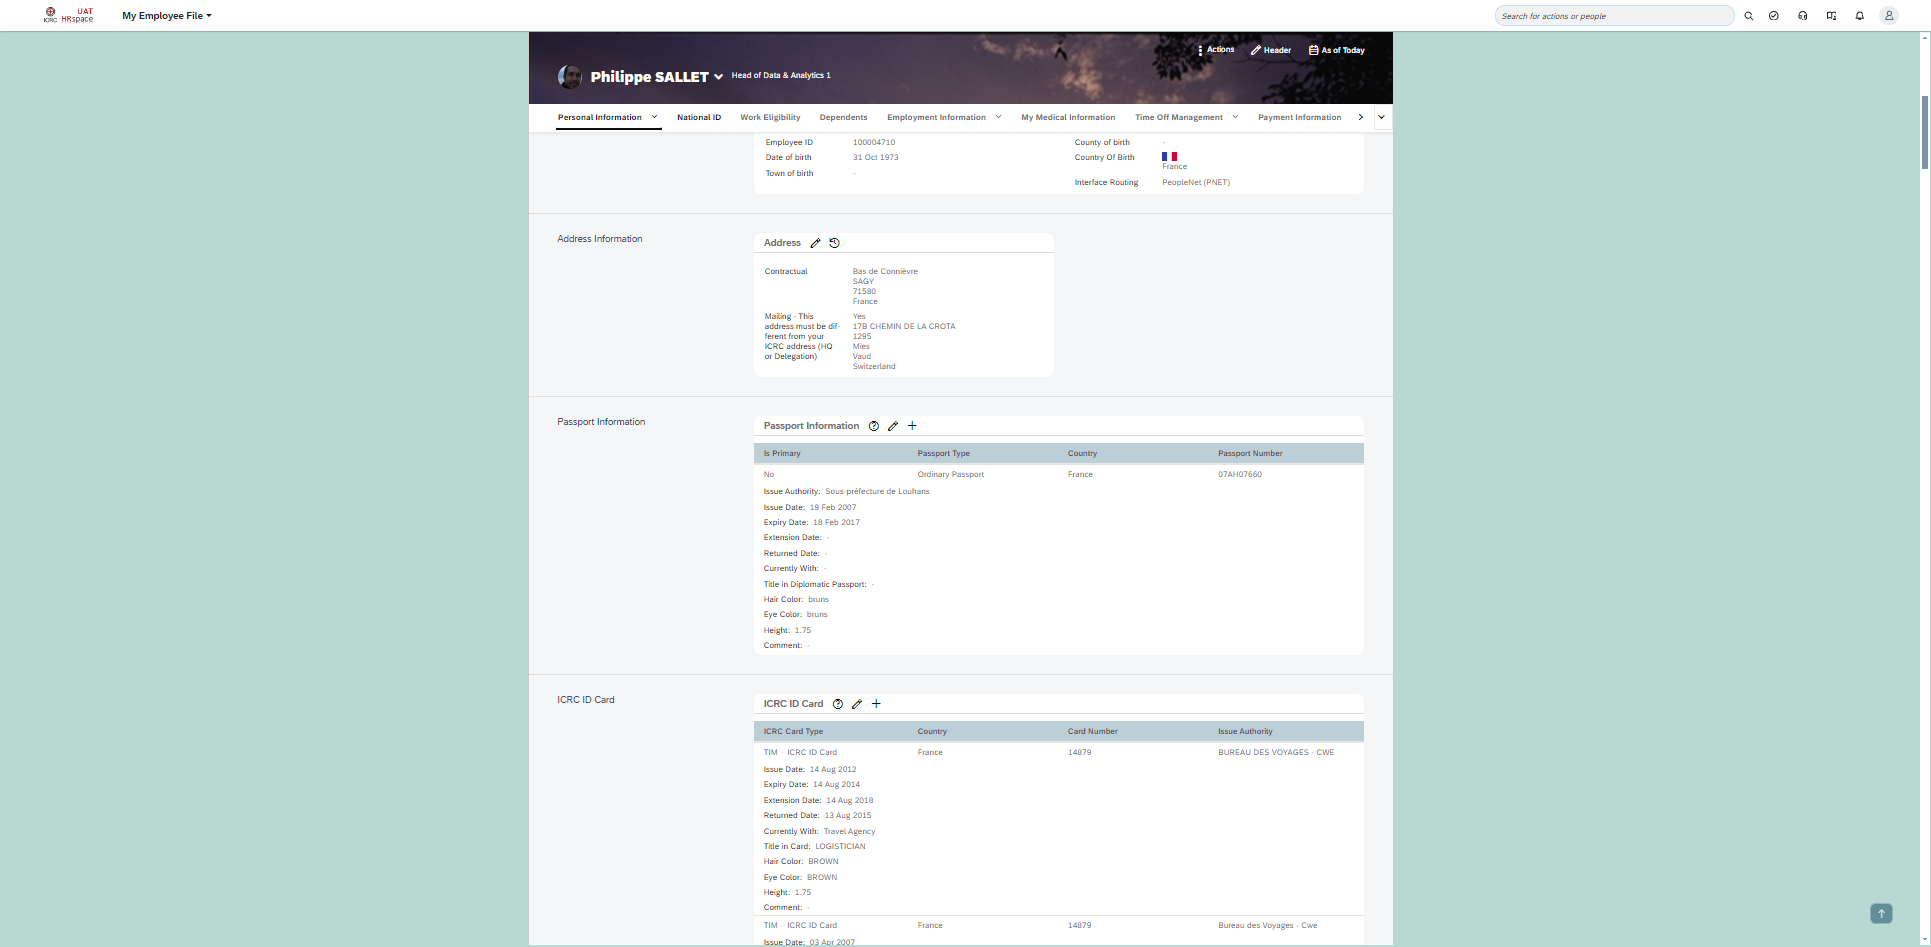 UAT
ICRC HRspace
My Employee File
Search for actions or people
Actions
Header
As of Today
Philippe SALLET
Head of Data & Analytics 1
Personal Information
National ID
Work Eligibility
Dependents
Employment Information
My Medical Information
Time Off Management
Payment Information
Employee ID 100004710
County of birth -
Date of birth 31 Oct 1973
Country Of Birth
France
Town of birth -
Interface Routing PeopleNet (PNET)
Address Information
Address
Contractual Bas de Connièvre
SAGY
71580
France
Mailing - This Yes
address must be dif- 17B CHEMIN DE LA CROTA
ferent from your 1295
ICRC address (HQ Mies
or Delegation) Vaud
Switzerland
Passport Information
Passport Information
Is Primary Passport Type Country Passport Number
No Ordinary Passport France 07AH07660
Issue Authority: Sous-préfecture de Louhans
Issue Date: 19 Feb 2007
Expiry Date: 18 Feb 2017
Extension Date: -
Returned Date: -
Currently With: -
Title in Diplomatic Passport: -
Hair Color: bruns
Eye Color: bruns
Height: 1.75
Comment: -
ICRC ID Card
ICRC ID Card
ICRC Card Type Country Card Number Issue Authority
TIM - ICRC ID Card France 14879 BUREAU DES VOYAGES - CWE
Issue Date: 14 Aug 2012
Expiry Date: 14 Aug 2014
Extension Date: 14 Aug 2018
Returned Date: 13 Aug 2015
Currently With: Travel Agency
Title in Card: LOGISTICIAN
Hair Color: BROWN
Eye Color: BROWN
Height: 1.75
Comment: -
TIM - ICRC ID Card France 14879 Bureau des Voyages - Cwe
Issue Date: 03 Apr 2007